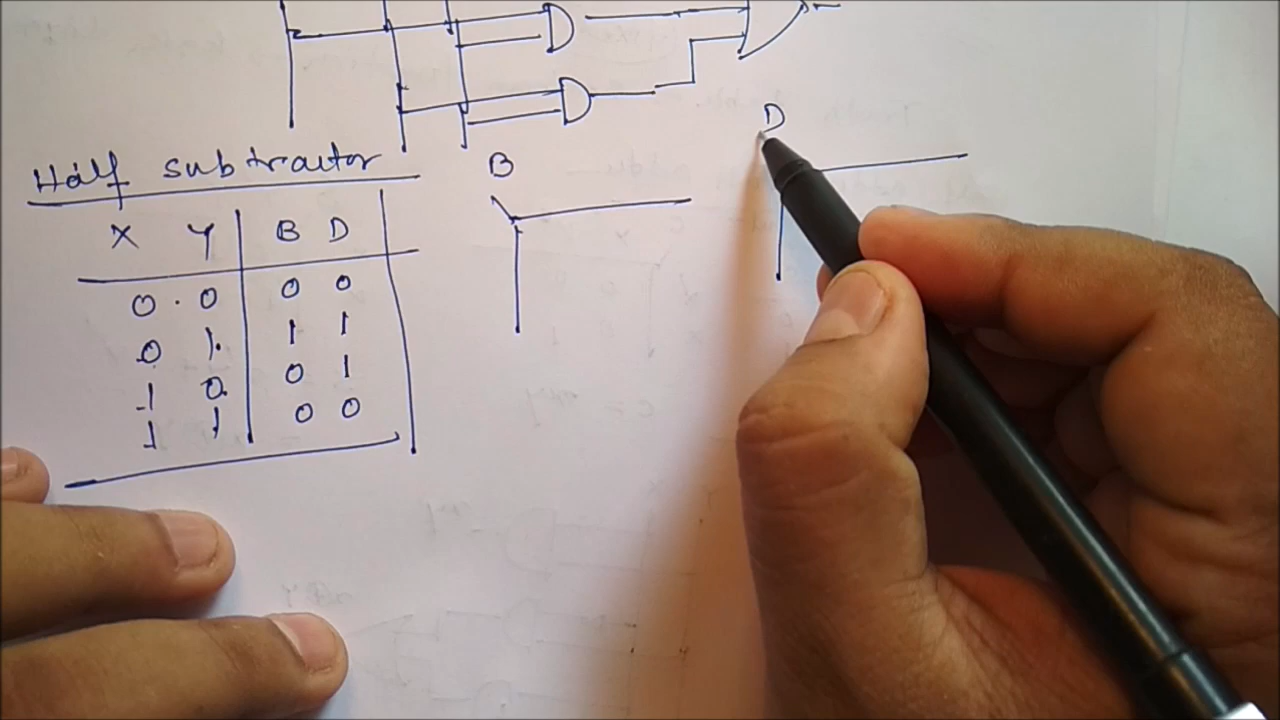 D
Half subtractor
B
X Y B D
0 0 0 0
0 1 1 1
1 0 0 1
1 1 0 0